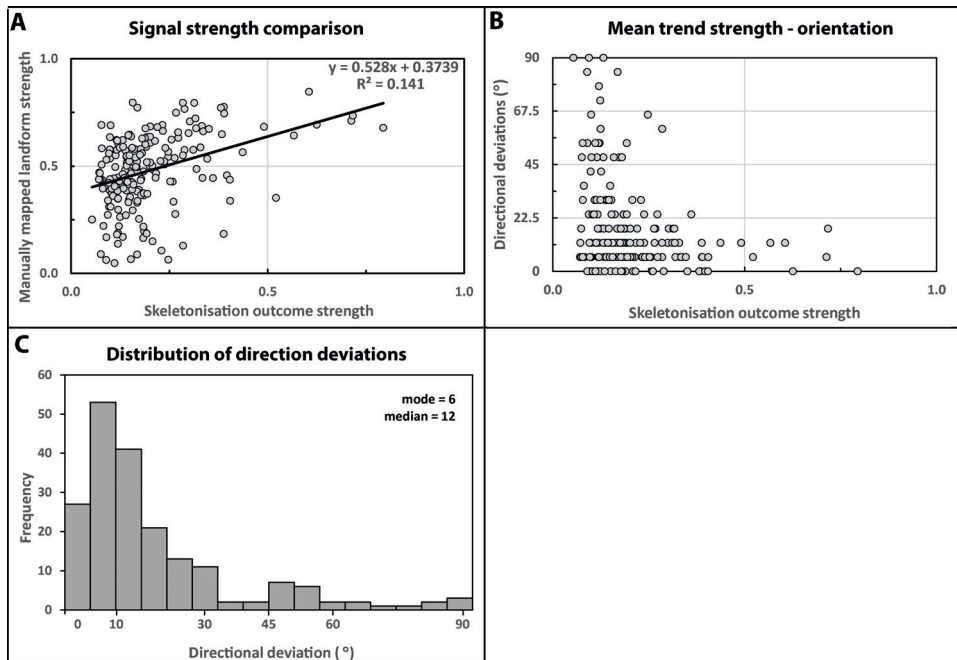 A
Signal strength comparison
y = 0.528x + 0.3739
R² = 0.141
Manually mapped landform strength
1.0
0.5
0.0
0.0 0.5 1.0
Skeletonisation outcome strength
B
Mean trend strength - orientation
Directional deviations (°)
90
67.5
45
22.5
0
0.0 0.5 1.0
Skeletonisation outcome strength
C
Distribution of direction deviations
mode = 6
median = 12
Frequency
60
50
40
30
20
10
0
0 10 30 45 60 90
Directional deviation (°)